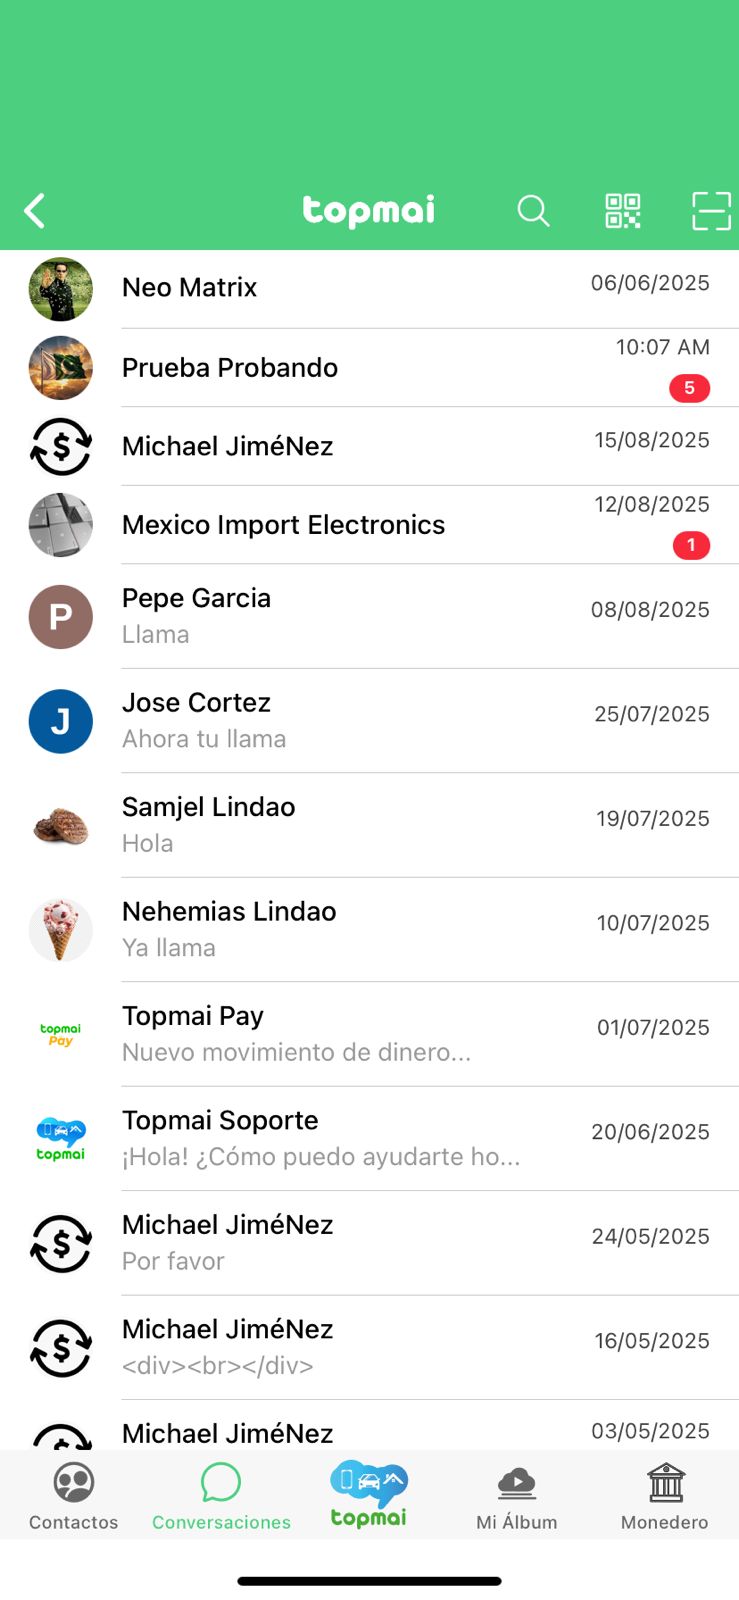 topmai
Neo Matrix
06/06/2025
Prueba Probando
10:07 AM
5
Michael JiméNez
15/08/2025
Mexico Import Electronics
12/08/2025
1
P
Pepe Garcia
08/08/2025
Llama
J
Jose Cortez
25/07/2025
Ahora tu llama
Samjel Lindao
19/07/2025
Hola
Nehemias Lindao
10/07/2025
Ya llama
topmai
Pay
Topmai Pay
01/07/2025
Nuevo movimiento de dinero...
topmai
Topmai Soporte
20/06/2025
¡Hola! ¿Cómo puedo ayudarte ho...
Michael JiméNez
24/05/2025
Por favor
Michael JiméNez
16/05/2025
<div><br></div>
Michael JiméNez
03/05/2025
Contactos
Conversaciones
topmai
Mi Álbum
Monedero